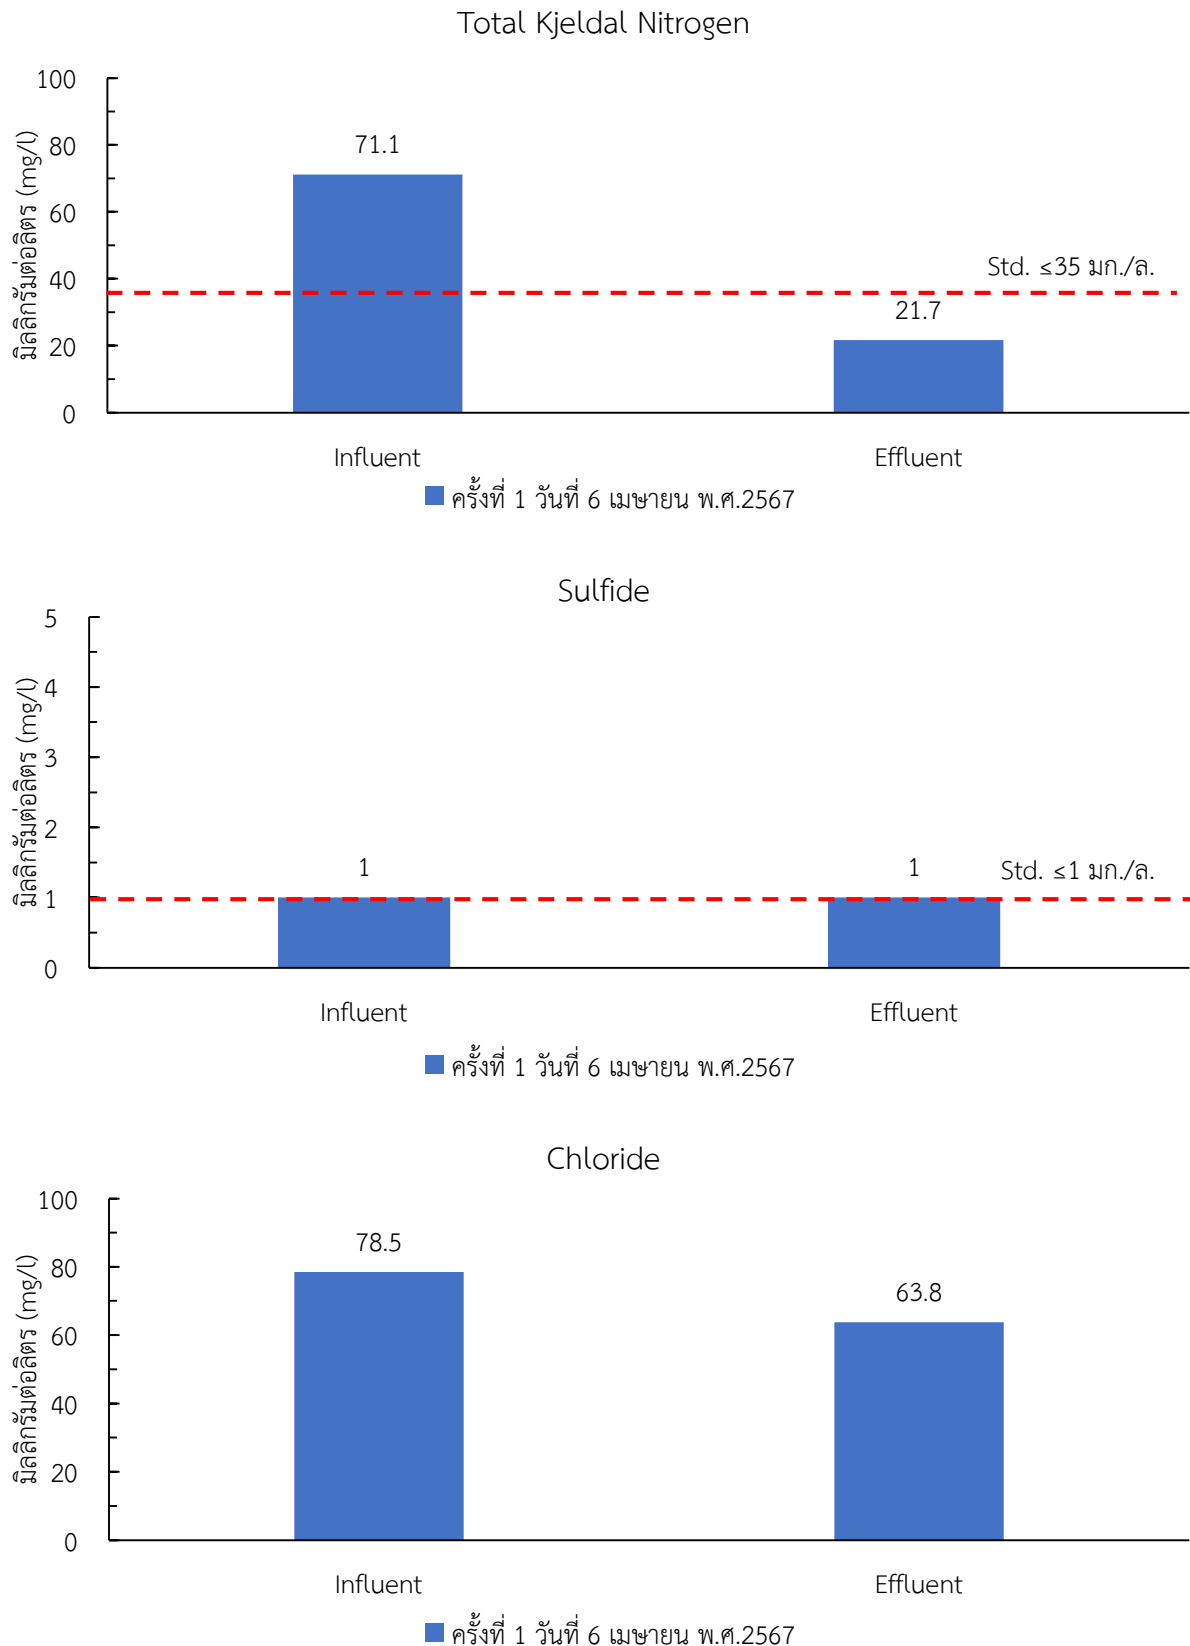 Total Kjeldal Nitrogen
มิลลิกรัมต่อลิตร (mg/l)
100
80
60
40
20
0
71.1
Std. ≤35 มก./ล.
21.7
Influent
Effluent
ครั้งที่ 1 วันที่ 6 เมษายน พ.ศ.2567
Sulfide
มิลลิกรัมต่อลิตร (mg/l)
5
4
3
2
1
0
1
1
Std. ≤1 มก./ล.
Influent
Effluent
ครั้งที่ 1 วันที่ 6 เมษายน พ.ศ.2567
Chloride
มิลลิกรัมต่อลิตร (mg/l)
100
80
60
40
20
0
78.5
63.8
Influent
Effluent
ครั้งที่ 1 วันที่ 6 เมษายน พ.ศ.2567